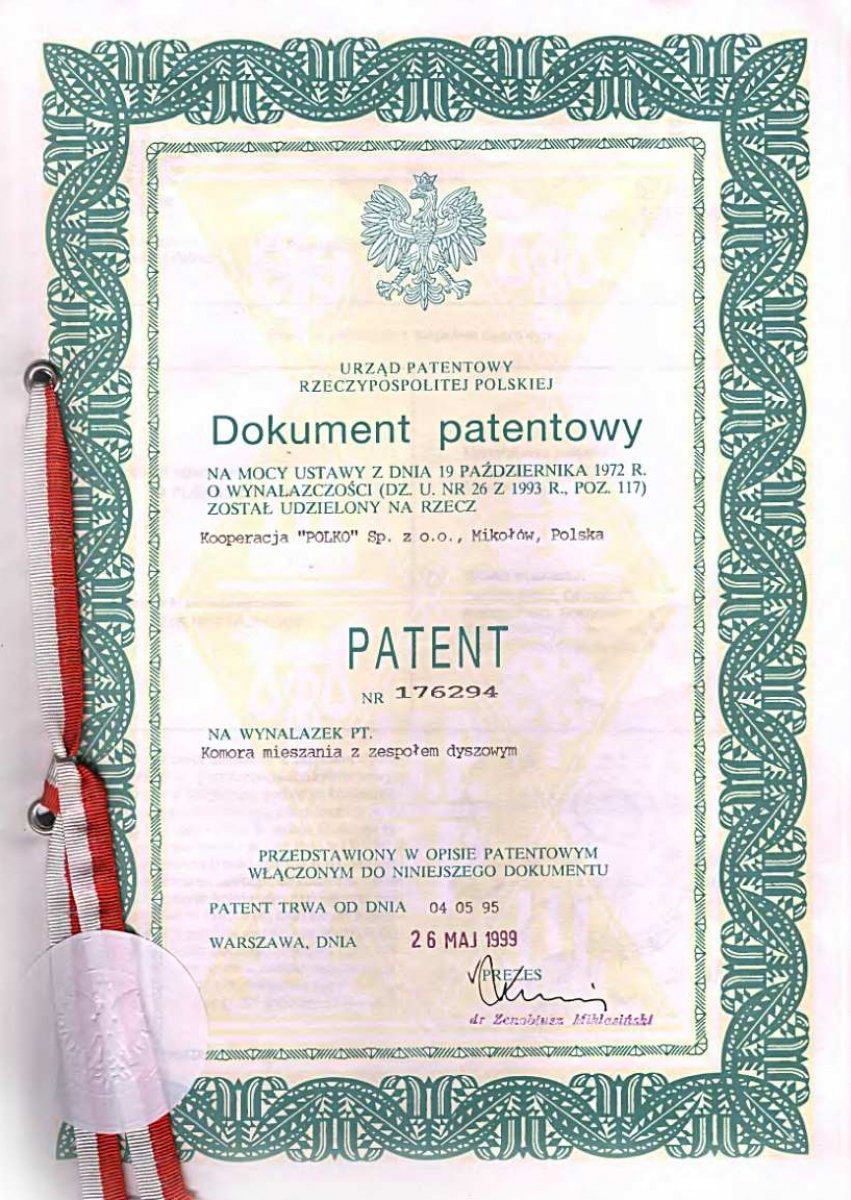 URZĄD PATENTOWY
RZECZYPOSPOLITEJ POLSKIEJ
Dokument patentowy
NA MOCY USTAWY Z DNIA 19 PAŹDZIERNIKA 1972 R.
O WYNALAZCZOŚCI (DZ. U. NR 26 Z 1993 R., POZ. 117)
ZOSTAŁ UDZIELONY NA RZECZ
Kooperacja "POLKO" Sp. z o.o., Mikołów, Polska
PATENT
NR 176294
NA WYNALAZEK PT.
Komora mieszania z zespołem dyszowym
PRZEDSTAWIONY W OPISIE PATENTOWYM
WŁĄCZONYM DO NINIEJSZEGO DOKUMENTU
PATENT TRWA OD DNIA 04 05 95
WARSZAWA, DNIA 26 MAJ 1999
PREZES
dr Zenobiusz